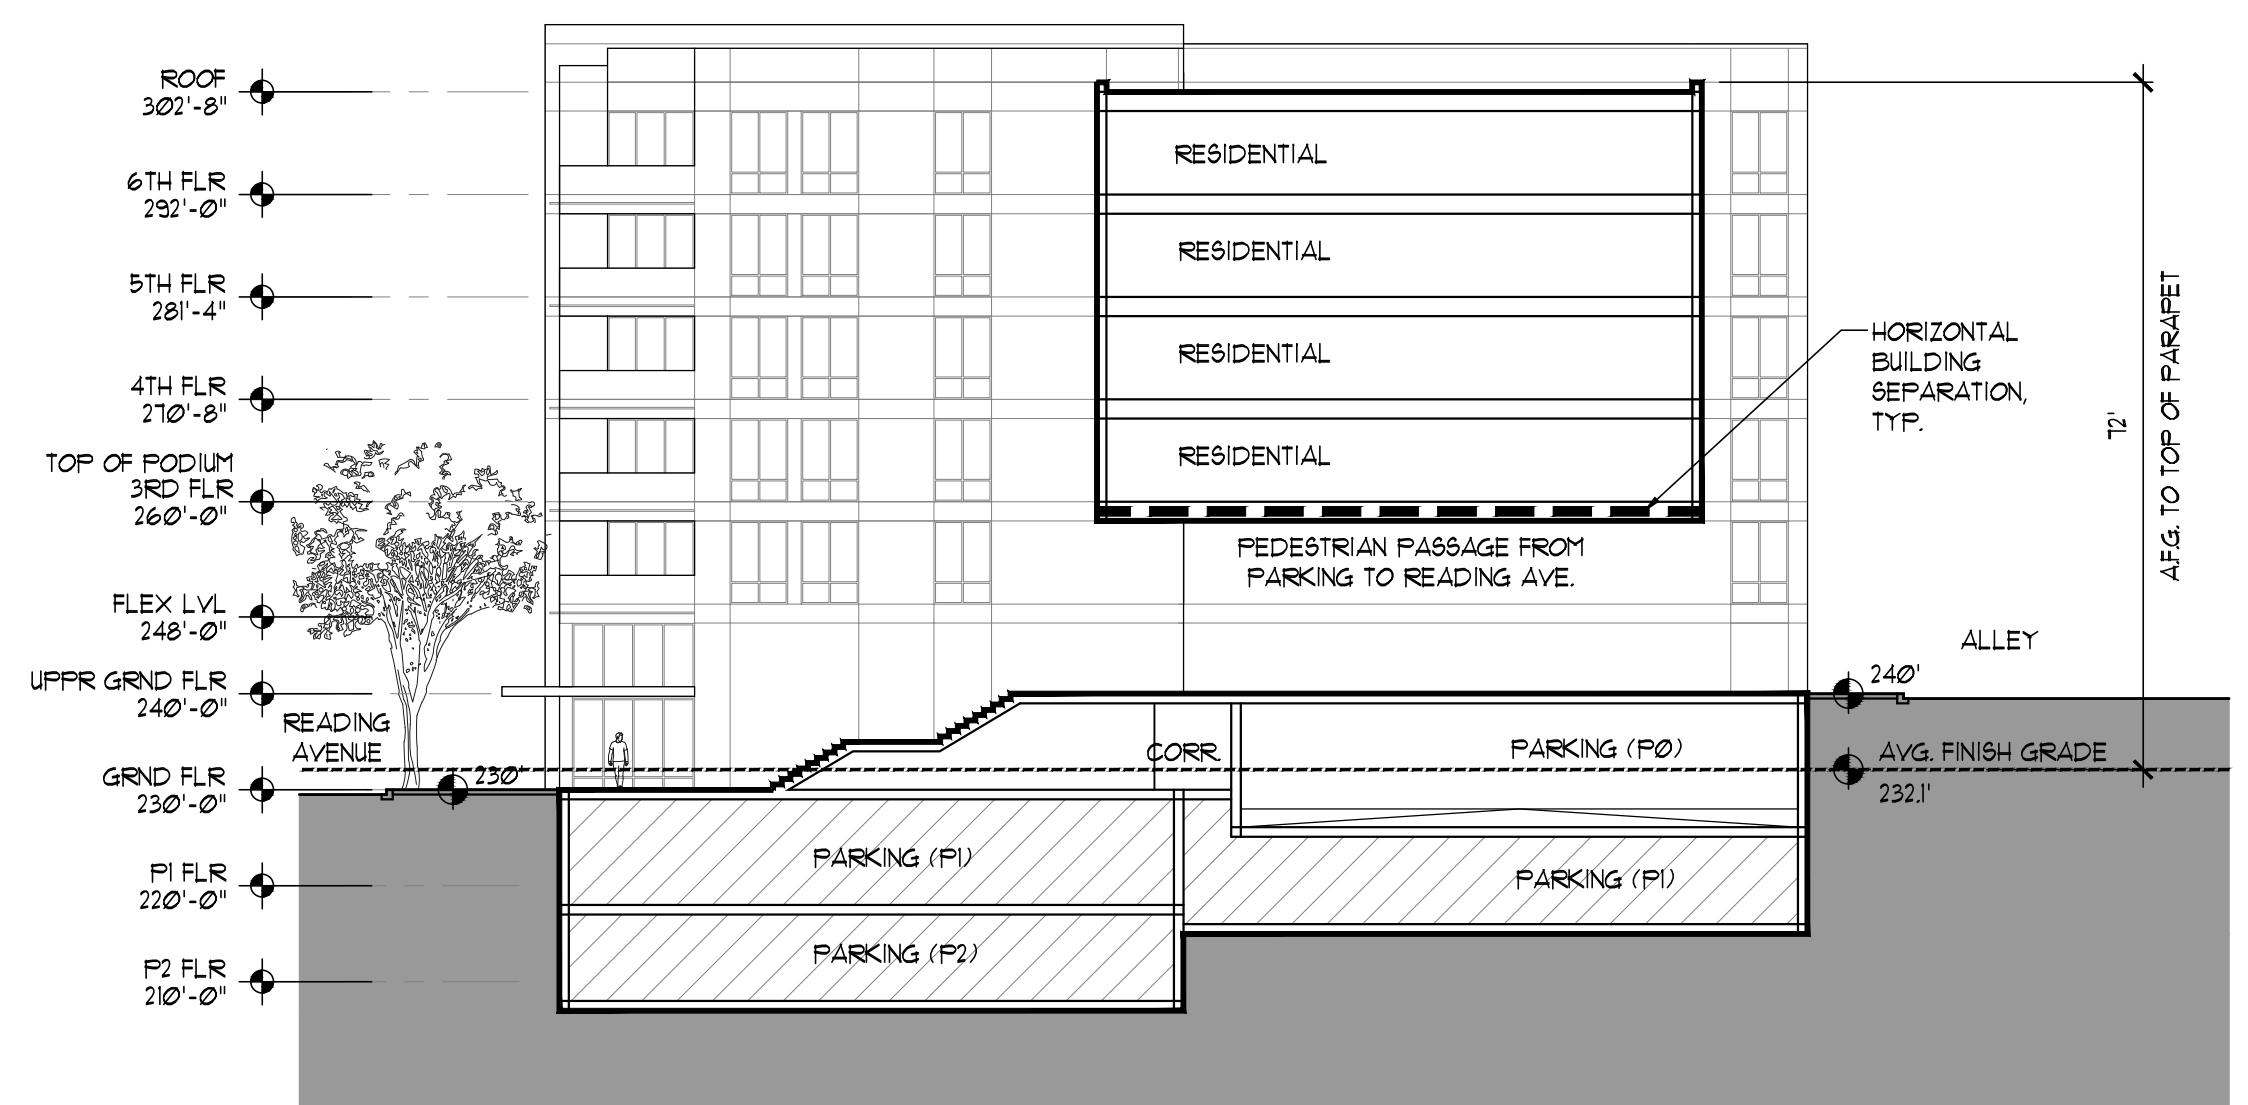 ROOF
302'-8"
6TH FLR
292'-0"
5TH FLR
281'-4"
4TH FLR
270'-8"
TOP OF PODIUM
3RD FLR
260'-0"
FLEX LVL
248'-0"
UPPR GRND FLR
240'-0"
READING
AVENUE
GRND FLR
230'-0"
230'
P1 FLR
220'-0"
P2 FLR
210'-0"
RESIDENTIAL
RESIDENTIAL
RESIDENTIAL
RESIDENTIAL
PEDESTRIAN PASSAGE FROM
PARKING TO READING AVE.
CORR.
PARKING (P0)
PARKING (P1)
PARKING (P1)
PARKING (P2)
HORIZONTAL
BUILDING
SEPARATION,
TYP.
ALLEY
240'
AVG. FINISH GRADE
232.1'
72'
A.F.G. TO TOP OF PARAPET